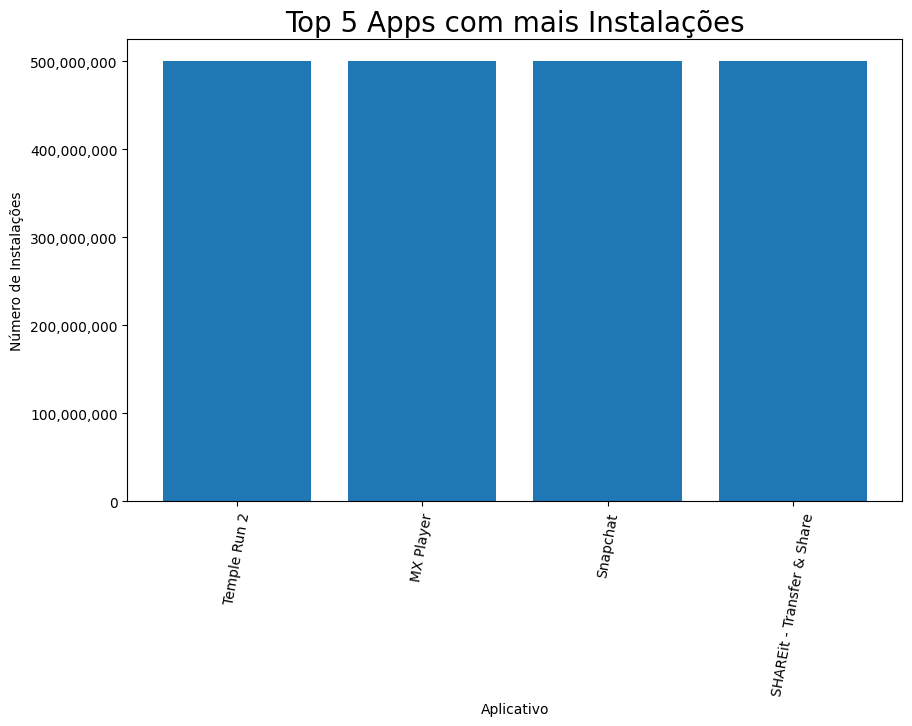 Top 5 Apps com mais Instalações
Número de Instalações
500,000,000
400,000,000
300,000,000
200,000,000
100,000,000
0
Temple Run 2
MX Player
Snapchat
SHAREit - Transfer & Share
Aplicativo